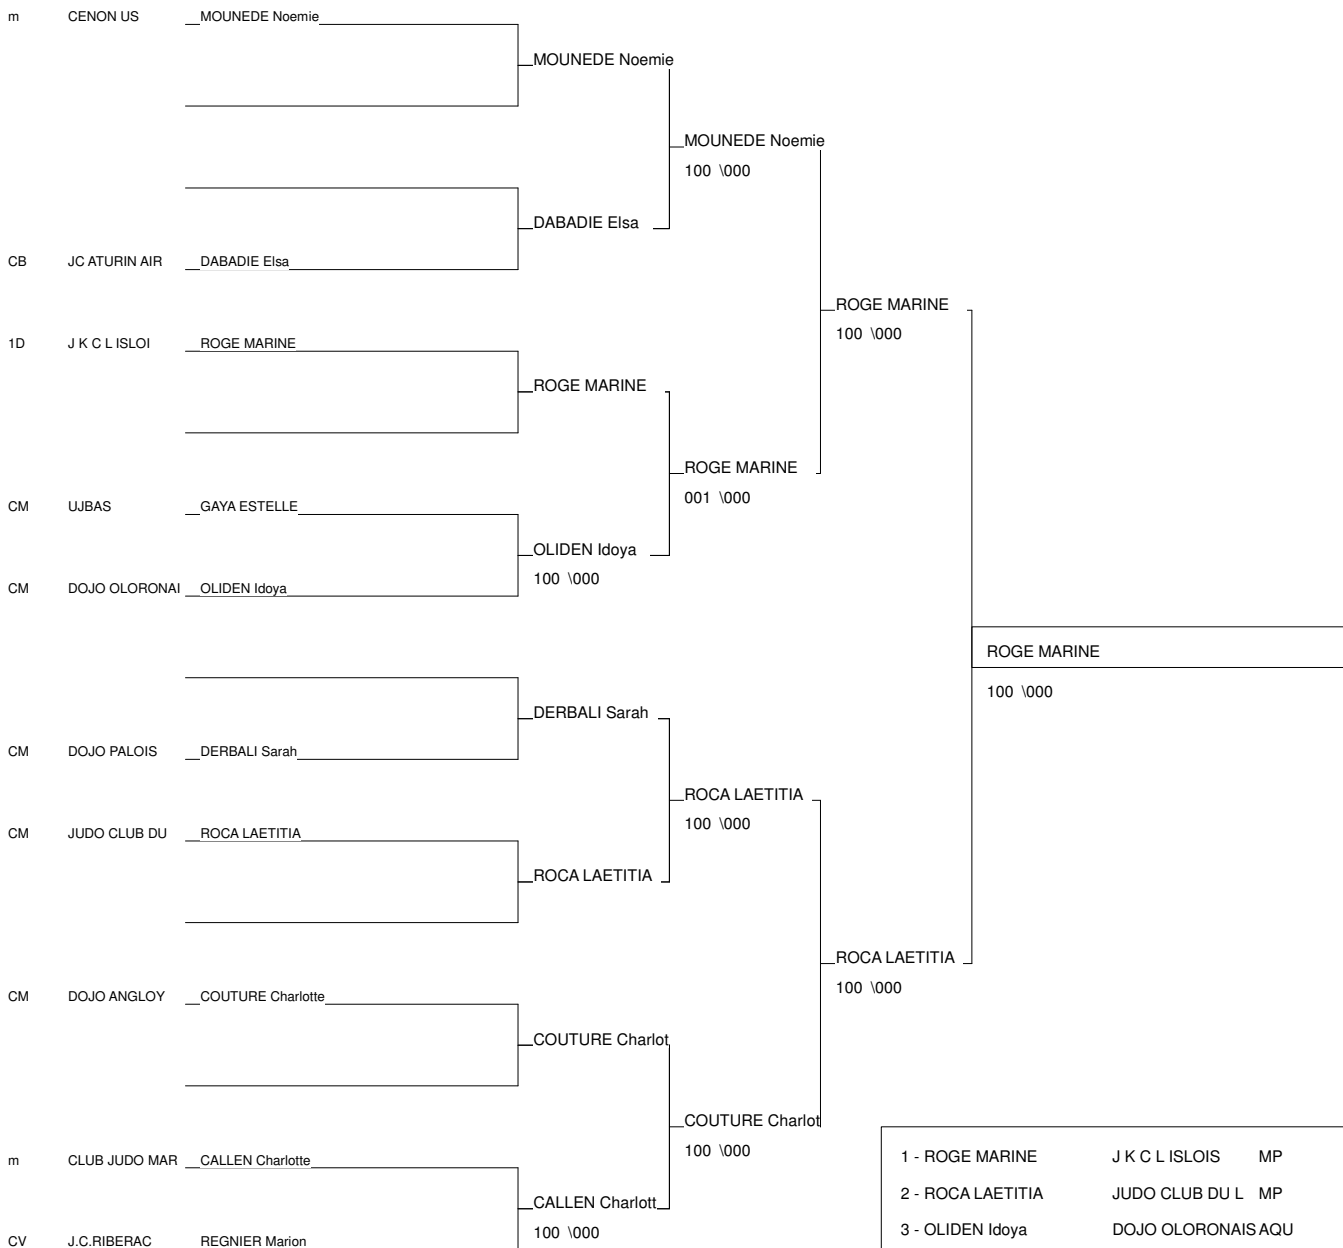 m CENON US MOUNEDE Noemie
MOUNEDE Noemie
MOUNEDE Noemie
100 \000
DABADIE Elsa
CB JC ATURIN AIR DABADIE Elsa
ROGE MARINE
100 \000
1D J K C L ISLOI ROGE MARINE
ROGE MARINE
ROGE MARINE
001 \000
CM UJBAS GAYA ESTELLE
OLIDEN Idoya
100 \000
CM DOJO OLORONAI OLIDEN Idoya
ROGE MARINE
100 \000
DERBALI Sarah
CM DOJO PALOIS DERBALI Sarah
ROCA LAETITIA
100 \000
CM JUDO CLUB DU ROCA LAETITIA
ROCA LAETITIA
ROCA LAETITIA
100 \000
CM DOJO ANGLOY COUTURE Charlotte
COUTURE Charlot
COUTURE Charlot
100 \000
m CLUB JUDO MAR CALLEN Charlotte
CALLEN Charlott
100 \000
CV J.C.RIBERAC REGNIER Marion
1 - ROGE MARINE J K C L ISLOIS MP
2 - ROCA LAETITIA JUDO CLUB DU L MP
3 - OLIDEN Idoya DOJO OLORONAIS AQU